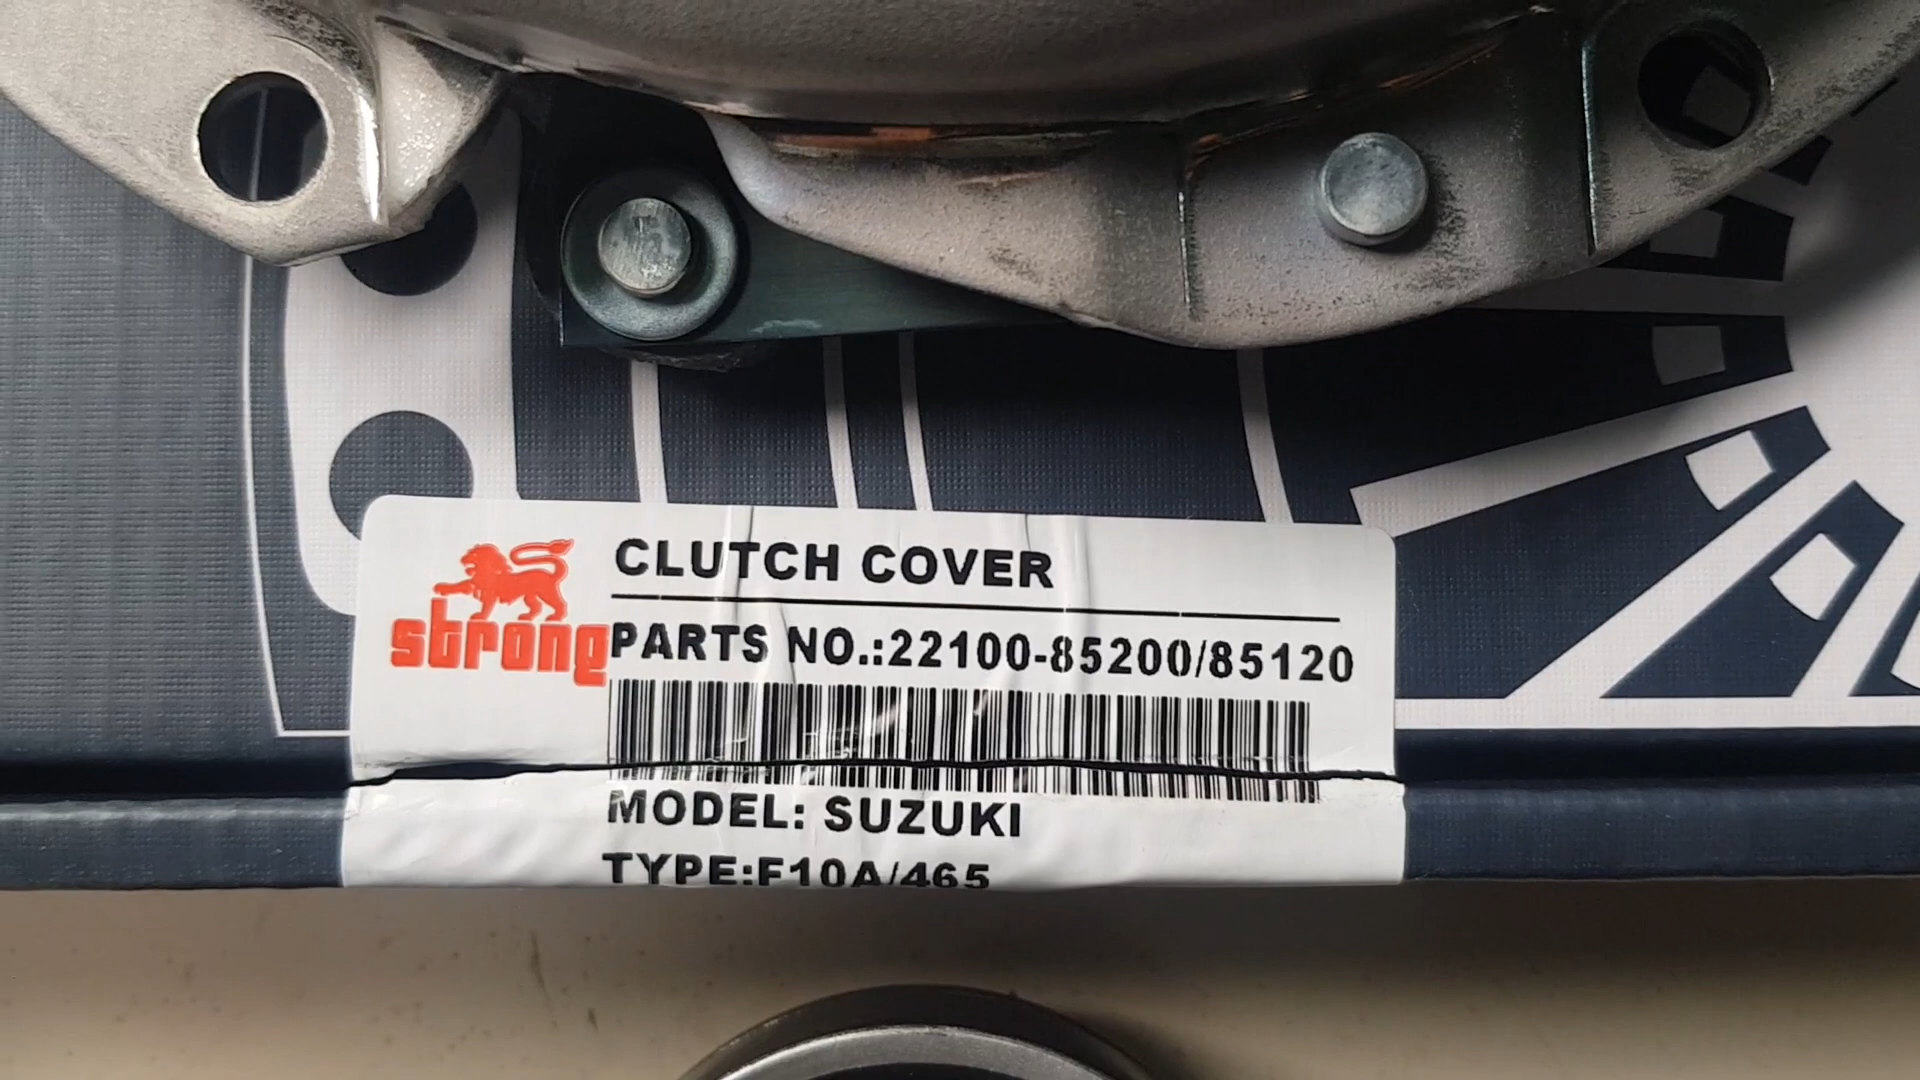 CLUTCH COVER
strong
PARTS NO.:22100-85200/85120
MODEL: SUZUKI
TYPE:F10A/465